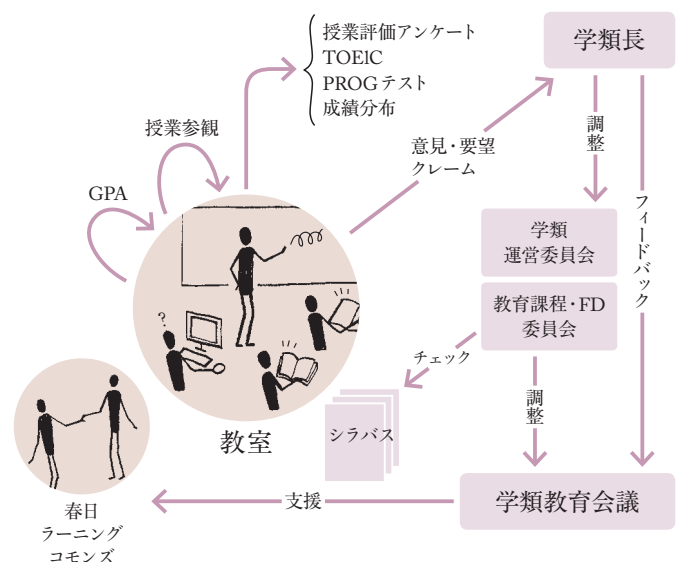 授業評価アンケート
TOEIC
PROGテスト
成績分布
学類長
授業参観
GPA
意見・要望
クレーム
調整
フィードバック
学類
運営委員会
教育課程・FD
委員会
?
チェック
調整
シラバス
教室
学類教育会議
支援
春日
ラーニング
コモンズ